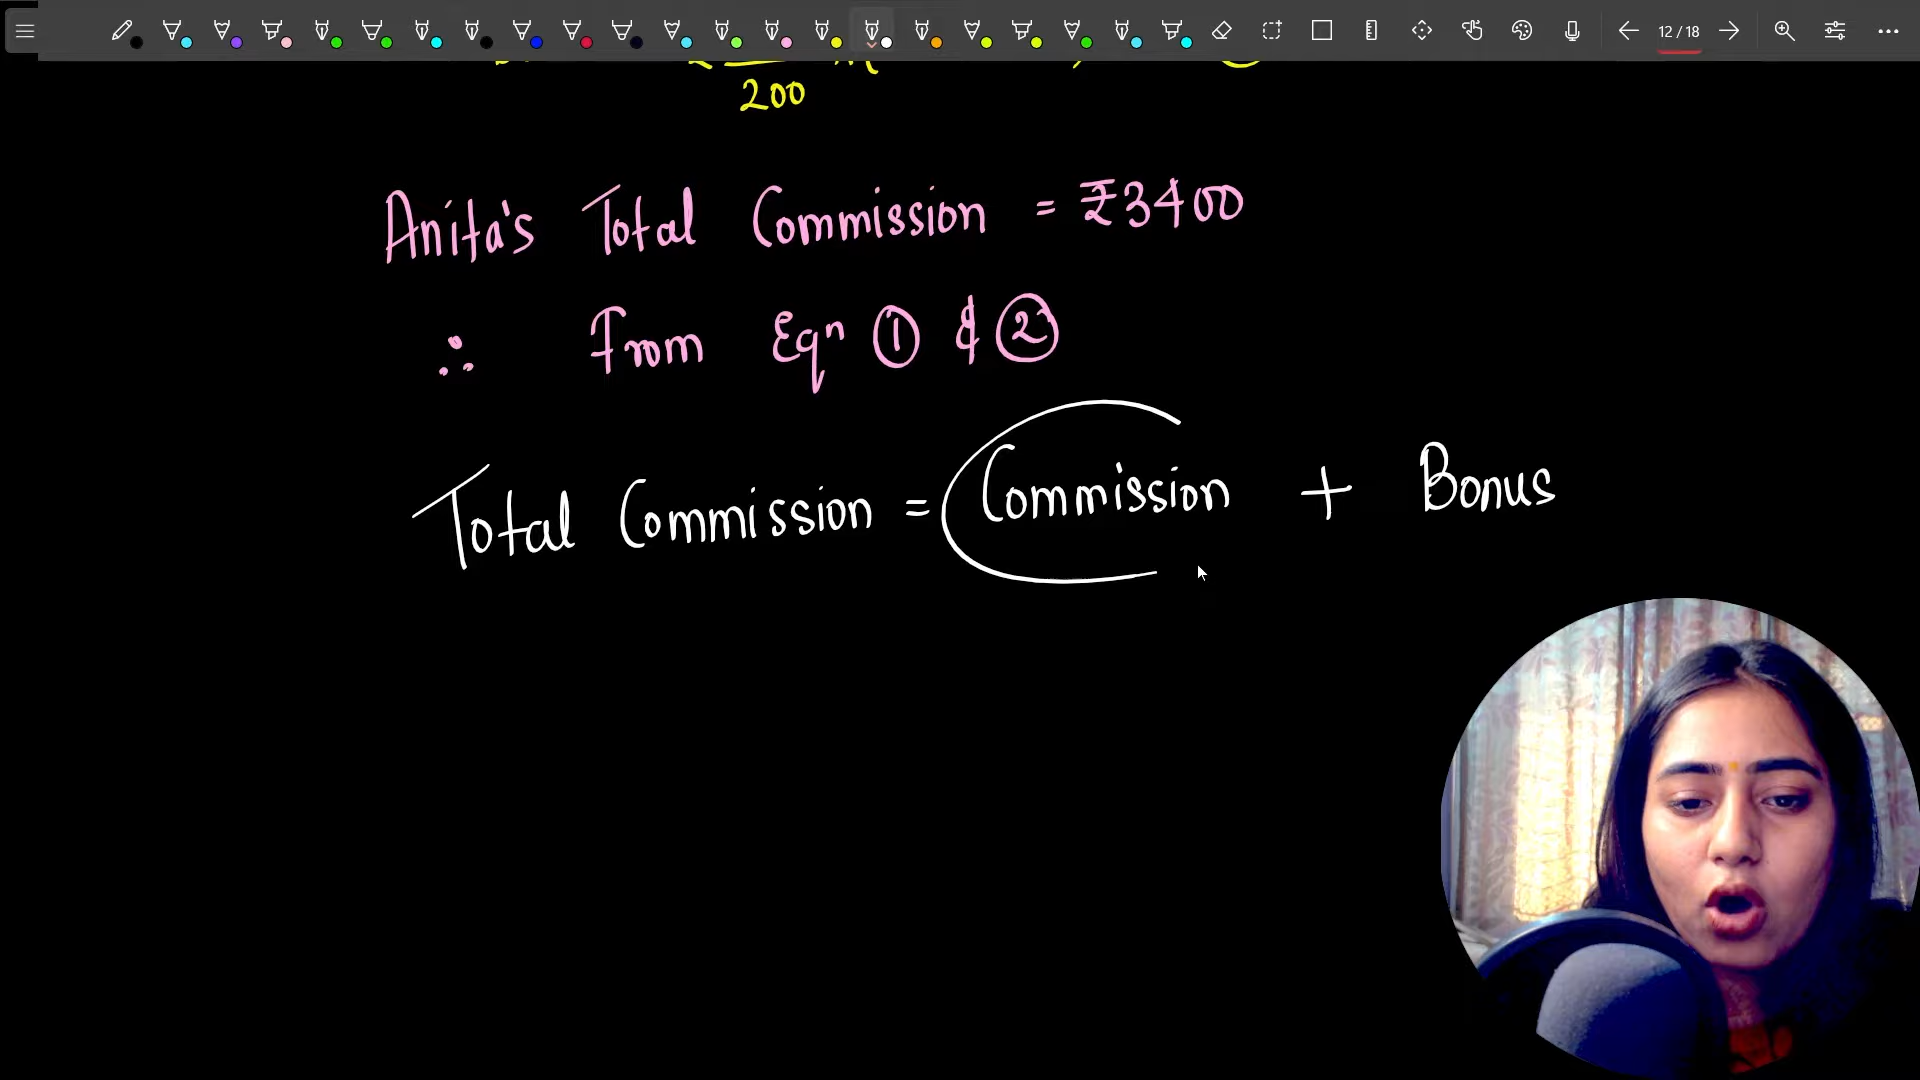 12 / 18
200
Anita's Total Commission = ₹3400
∴ From Eqn ① & ②
Total Commission = Commission + Bonus